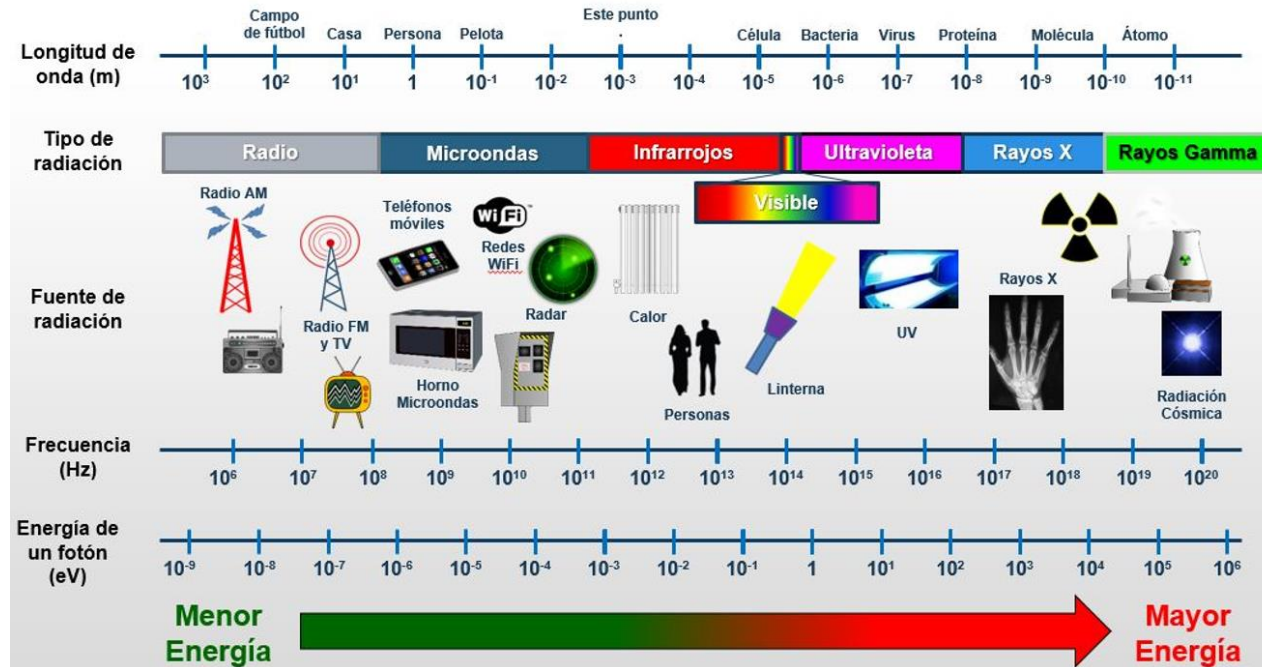 Longitud de
onda (m)
Campo
de fútbol
Casa
Persona
Pelota
Este punto
.
Célula
Bacteria
Virus
Proteína
Molécula
Átomo
10³ 10² 10¹ 1 10⁻¹ 10⁻² 10⁻³ 10⁻⁴ 10⁻⁵ 10⁻⁶ 10⁻⁷ 10⁻⁸ 10⁻⁹ 10⁻¹⁰ 10⁻¹¹
Tipo de
radiación
Radio
Microondas
Infrarrojos
Ultravioleta
Rayos X
Rayos Gamma
Visible
Fuente de
radiación
Radio AM
Radio FM
y TV
Teléfonos
móviles
Horno
Microondas
WiFi
Redes
WiFi
Radar
Calor
Personas
Linterna
UV
Rayos X
Radiación
Cósmica
Frecuencia
(Hz)
10⁶ 10⁷ 10⁸ 10⁹ 10¹⁰ 10¹¹ 10¹² 10¹³ 10¹⁴ 10¹⁵ 10¹⁶ 10¹⁷ 10¹⁸ 10¹⁹ 10²⁰
Energía de
un fotón
(eV)
10⁻⁹ 10⁻⁸ 10⁻⁷ 10⁻⁶ 10⁻⁵ 10⁻⁴ 10⁻³ 10⁻² 10⁻¹ 1 10¹ 10² 10³ 10⁴ 10⁵ 10⁶
Menor
Energía
Mayor
Energía